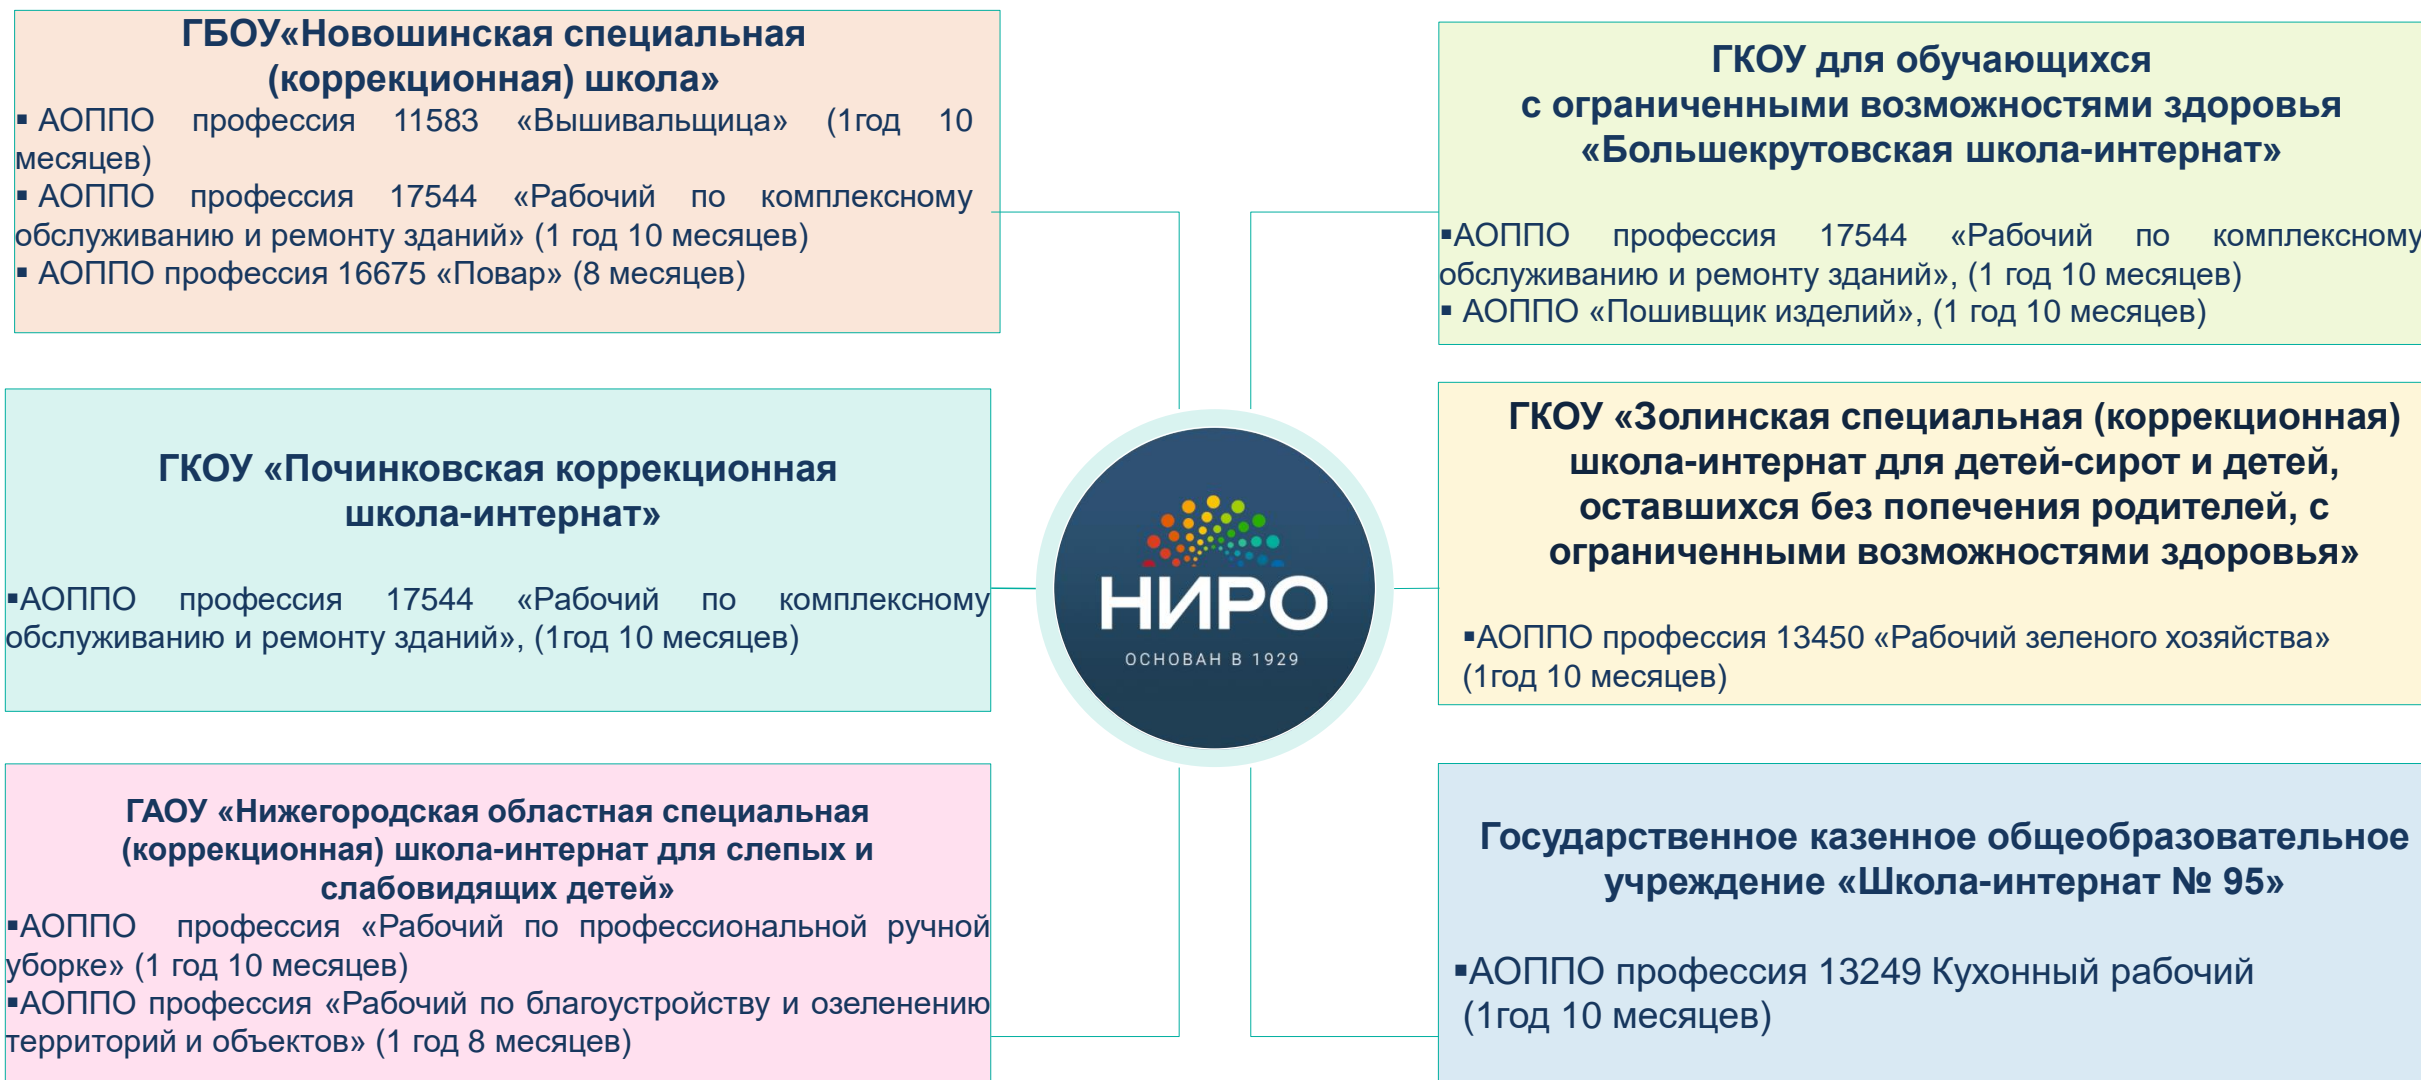 ГБОУ«Новошинская специальная
(коррекционная) школа»
▪ АОППО профессия 11583 «Вышивальщица» (1год 10
месяцев)
▪ АОППО профессия 17544 «Рабочий по комплексному
обслуживанию и ремонту зданий» (1 год 10 месяцев)
▪ АОППО профессия 16675 «Повар» (8 месяцев)
ГКОУ для обучающихся
с ограниченными возможностями здоровья
«Большекрутовская школа-интернат»
▪АОППО профессия 17544 «Рабочий по комплексному
обслуживанию и ремонту зданий», (1 год 10 месяцев)
▪ АОППО «Пошивщик изделий», (1 год 10 месяцев)
ГКОУ «Починковская коррекционная
школа-интернат»
▪АОППО профессия 17544 «Рабочий по комплексному
обслуживанию и ремонту зданий», (1год 10 месяцев)
НИРО
ОСНОВАН В 1929
ГКОУ «Золинская специальная (коррекционная)
школа-интернат для детей-сирот и детей,
оставшихся без попечения родителей, с
ограниченными возможностями здоровья»
▪АОППО профессия 13450 «Рабочий зеленого хозяйства»
(1год 10 месяцев)
ГАОУ «Нижегородская областная специальная
(коррекционная) школа-интернат для слепых и
слабовидящих детей»
▪АОППО профессия «Рабочий по профессиональной ручной
уборке» (1 год 10 месяцев)
▪АОППО профессия «Рабочий по благоустройству и озеленению
территорий и объектов» (1 год 8 месяцев)
Государственное казенное общеобразовательное
учреждение «Школа-интернат № 95»
▪АОППО профессия 13249 Кухонный рабочий
(1год 10 месяцев)